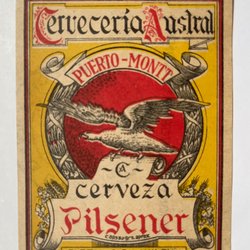 Cervecería Austral
PUERTO-MONTT
CA
cerveza
Pilsener